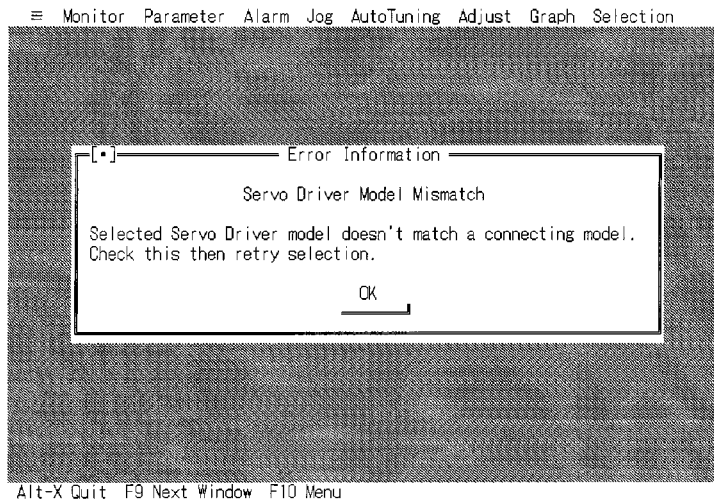 ≡ Monitor Parameter Alarm Jog AutoTuning Adjust Graph Selection
[▪] Error Information
Servo Driver Model Mismatch
Selected Servo Driver model doesn't match a connecting model.
Check this then retry selection.
OK
Alt-X Quit F9 Next Window F10 Menu